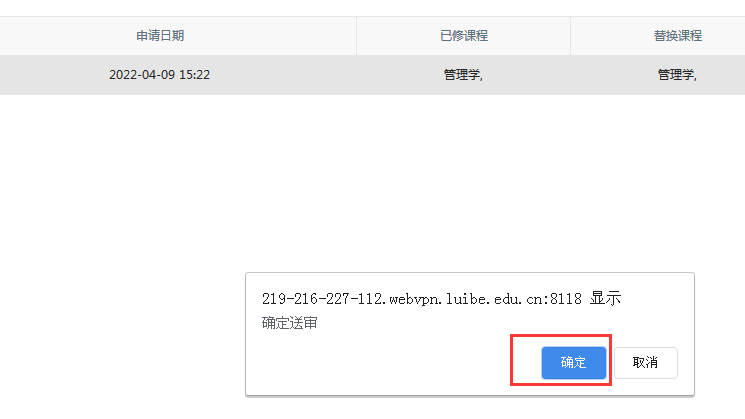 申请日期 已修课程 替换课程
2022-04-09 15:22 管理学, 管理学,
219-216-227-112.webvpn.luibe.edu.cn:8118 显示
确定送审
确定 取消